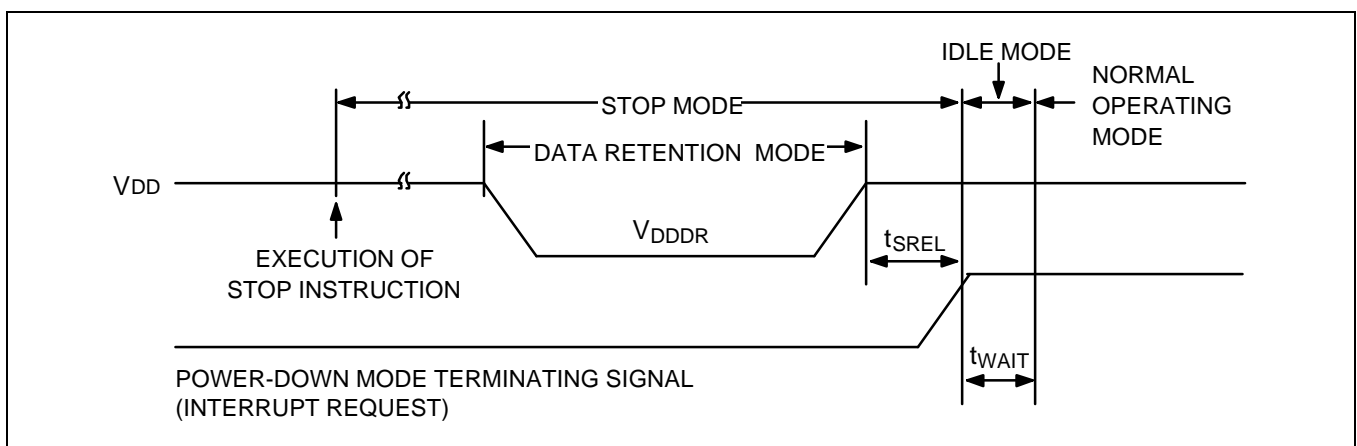 IDLE MODE
NORMAL
OPERATING
MODE
STOP MODE
DATA RETENTION MODE
VDD
VDDDR
tSREL
EXECUTION OF
STOP INSTRUCTION
tWAIT
POWER-DOWN MODE TERMINATING SIGNAL
(INTERRUPT REQUEST)